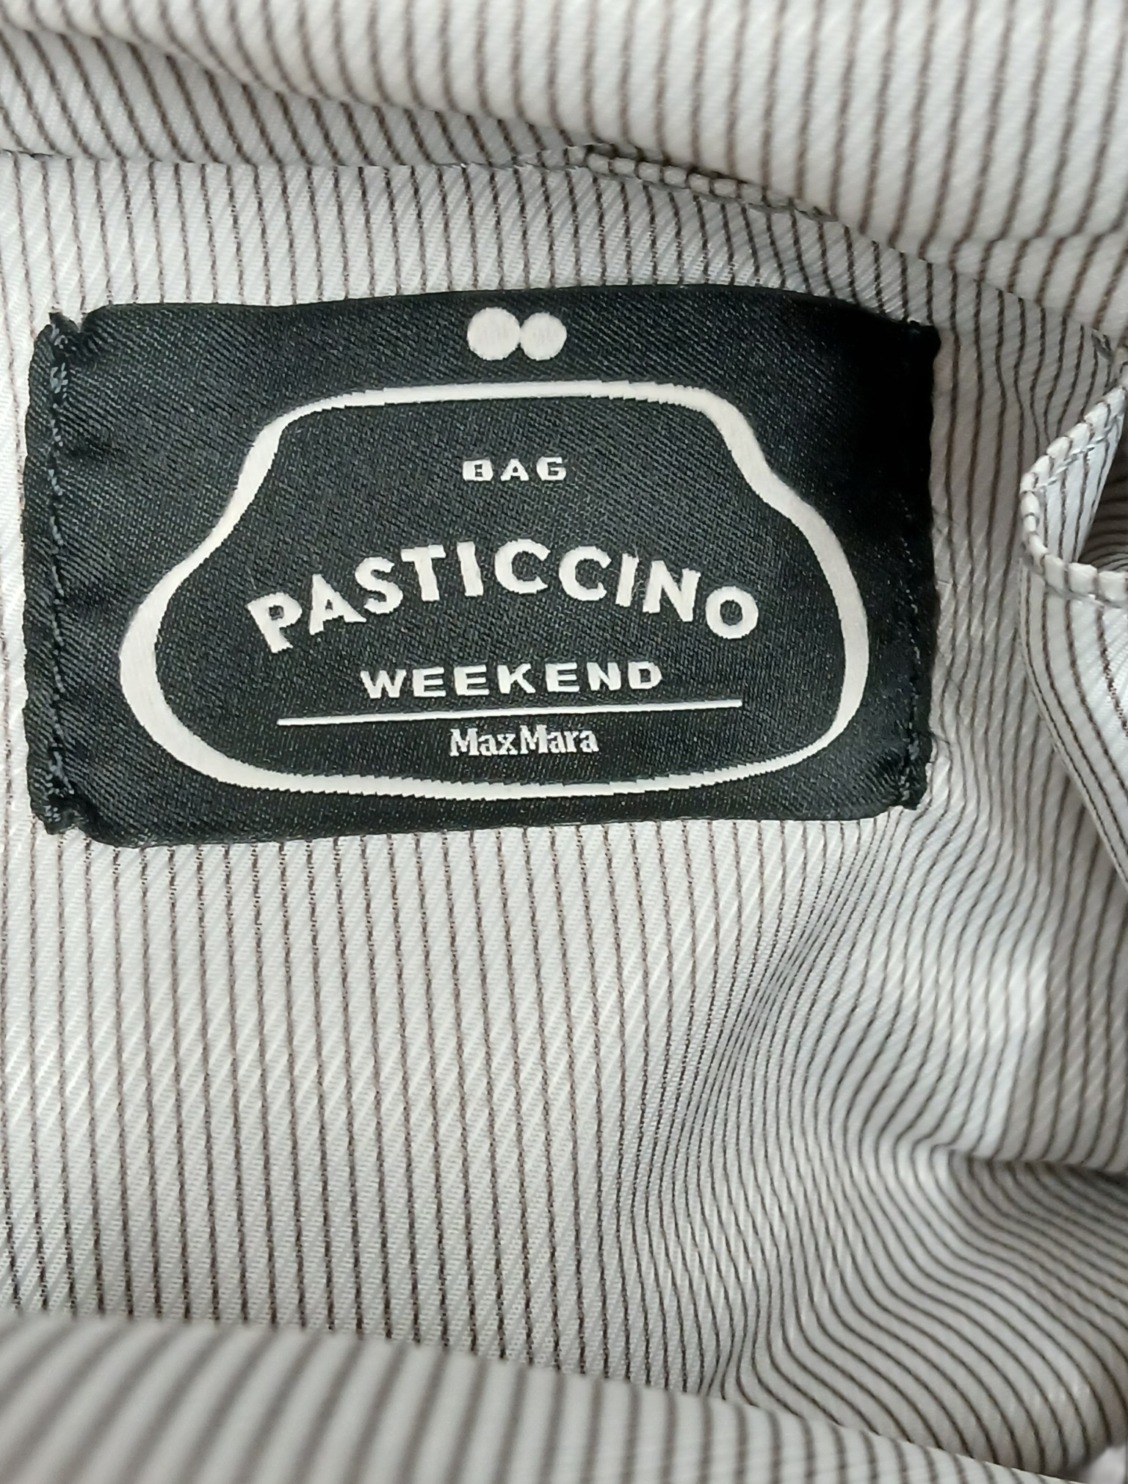 BAG
PASTICCINO
WEEKEND
MaxMara